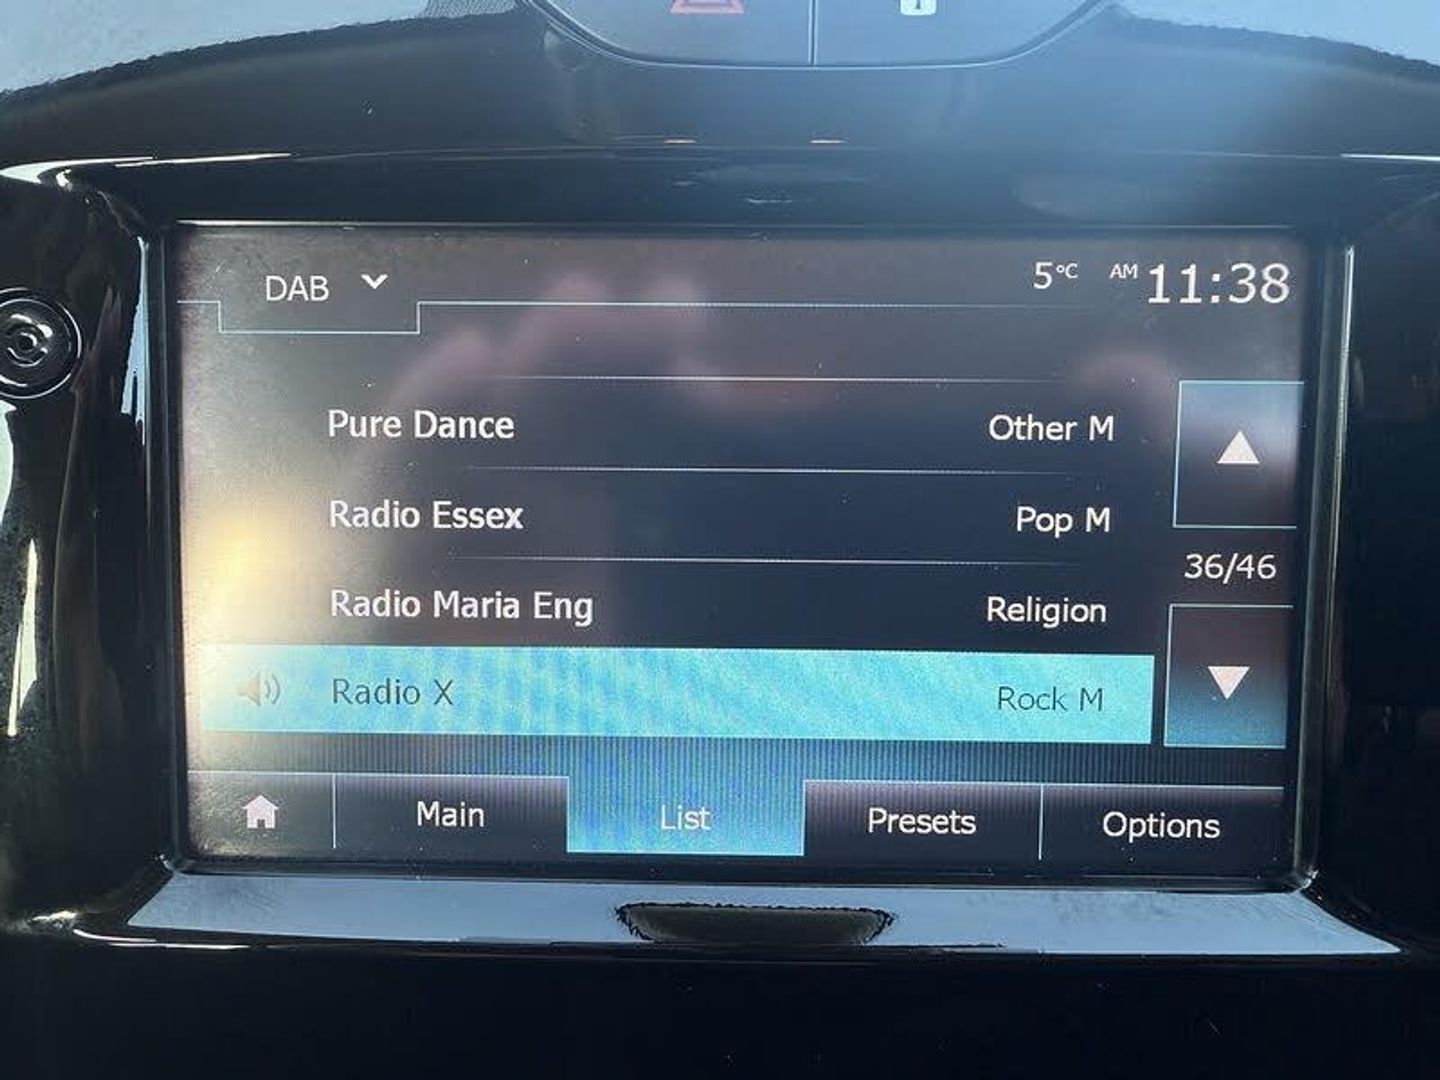 DAB 5°C AM 11:38
Pure Dance Other M
Radio Essex Pop M
36/46
Radio Maria Eng Religion
Radio X Rock M
Main List Presets Options